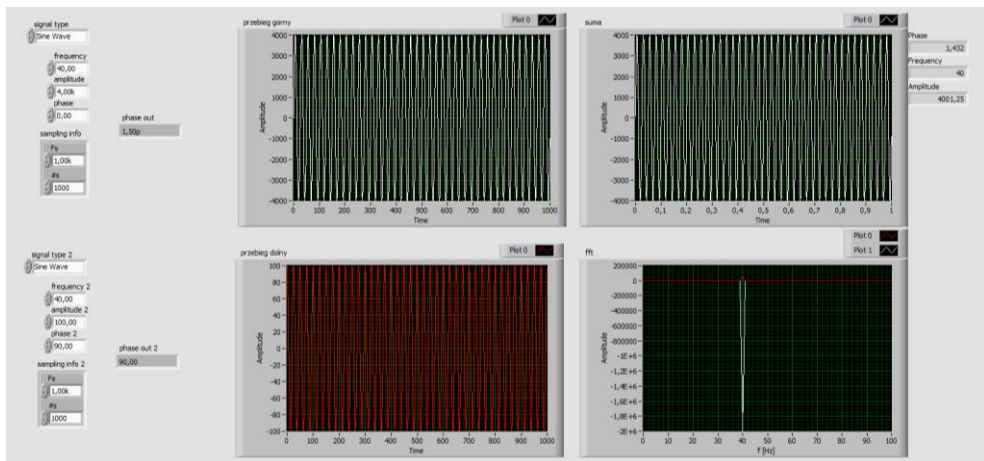 signal type
Sine Wave
frequency
40,00
amplitude
4,00k
phase
0,00
sampling info
Fs
1,00k
#s
1000
phase out
1,50p
przebieg gorny
Plot 0
4000
3000
2000
1000
0
-1000
-2000
-3000
-4000
Amplitude
0 100 200 300 400 500 600 700 800 900 1000
Time
suma
Plot 0
4000
3000
2000
1000
0
-1000
-2000
-3000
-4000
Amplitude
0 0,1 0,2 0,3 0,4 0,5 0,6 0,7 0,8 0,9 1
Time
Phase
1,432
Frequency
40
Amplitude
4001,25
signal type 2
Sine Wave
frequency 2
40,00
amplitude 2
100,00
phase 2
90,00
sampling info 2
Fs
1,00k
#s
1000
phase out 2
90,00
przebieg dolny
Plot 0
100
80
60
40
20
0
-20
-40
-60
-80
-100
Amplitude
0 100 200 300 400 500 600 700 800 900 1000
Time
fft
Plot 0
Plot 1
200000
0
-200000
-400000
-600000
-800000
-1E+6
-1,2E+6
-1,4E+6
-1,6E+6
-1,8E+6
-2E+6
Amplitude
0 10 20 30 40 50 60 70 80 90 100
f [Hz]